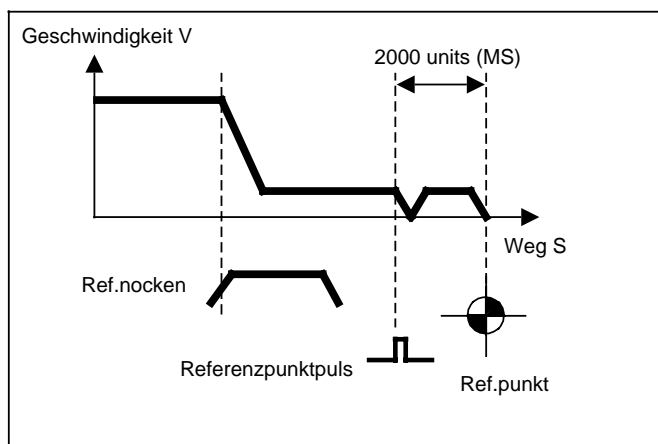 Geschwindigkeit V
2000 units (MS)
Weg S
Ref.nocken
Referenzpunktpuls
Ref.punkt